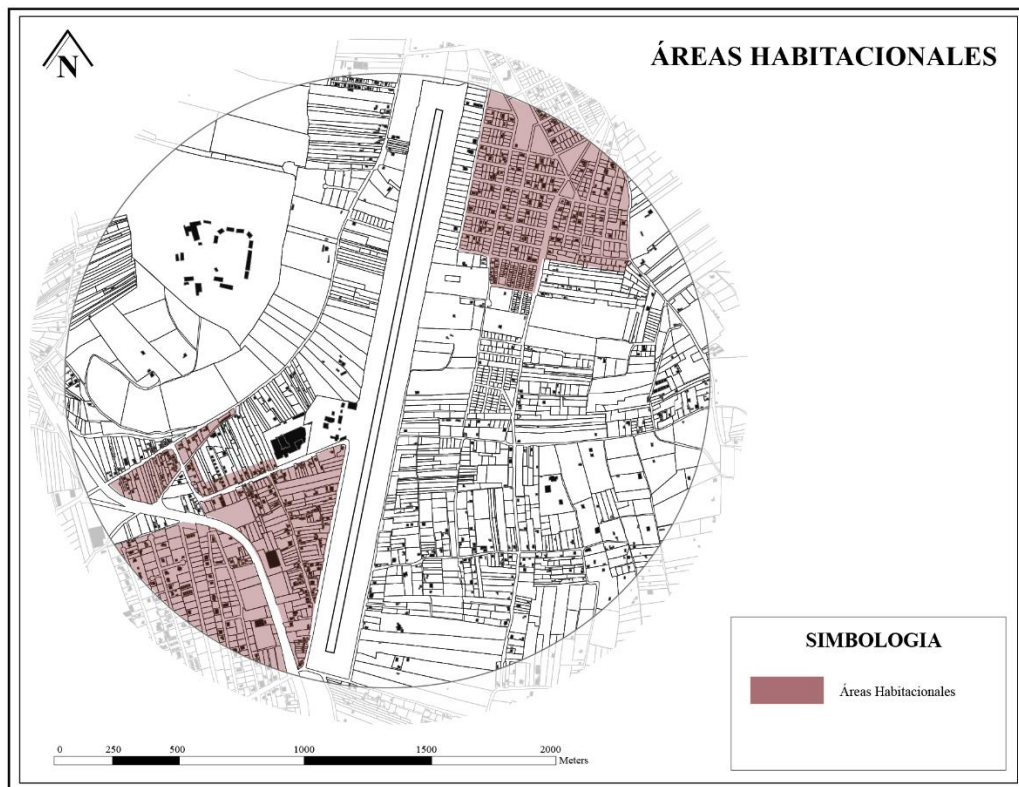 N
ÁREAS HABITACIONALES
SIMBOLOGIA
Áreas Habitacionales
0 250 500 1000 1500 2000
Meters